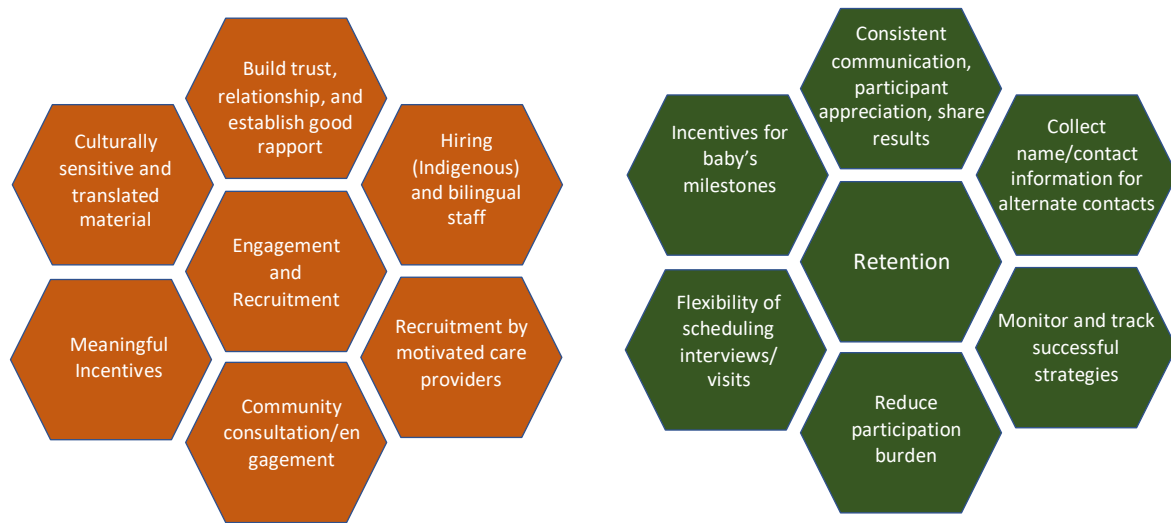 Build trust,
relationship, and
establish good
rapport
Culturally
sensitive and
translated
material
Hiring
(Indigenous)
and bilingual
staff
Engagement
and
Recruitment
Meaningful
Incentives
Recruitment by
motivated care
providers
Community
consultation/en
gagement
Consistent
communication,
participant
appreciation, share
results
Incentives for
baby’s
milestones
Collect
name/contact
information for
alternate contacts
Retention
Flexibility of
scheduling
interviews/
visits
Monitor and track
successful
strategies
Reduce
participation
burden